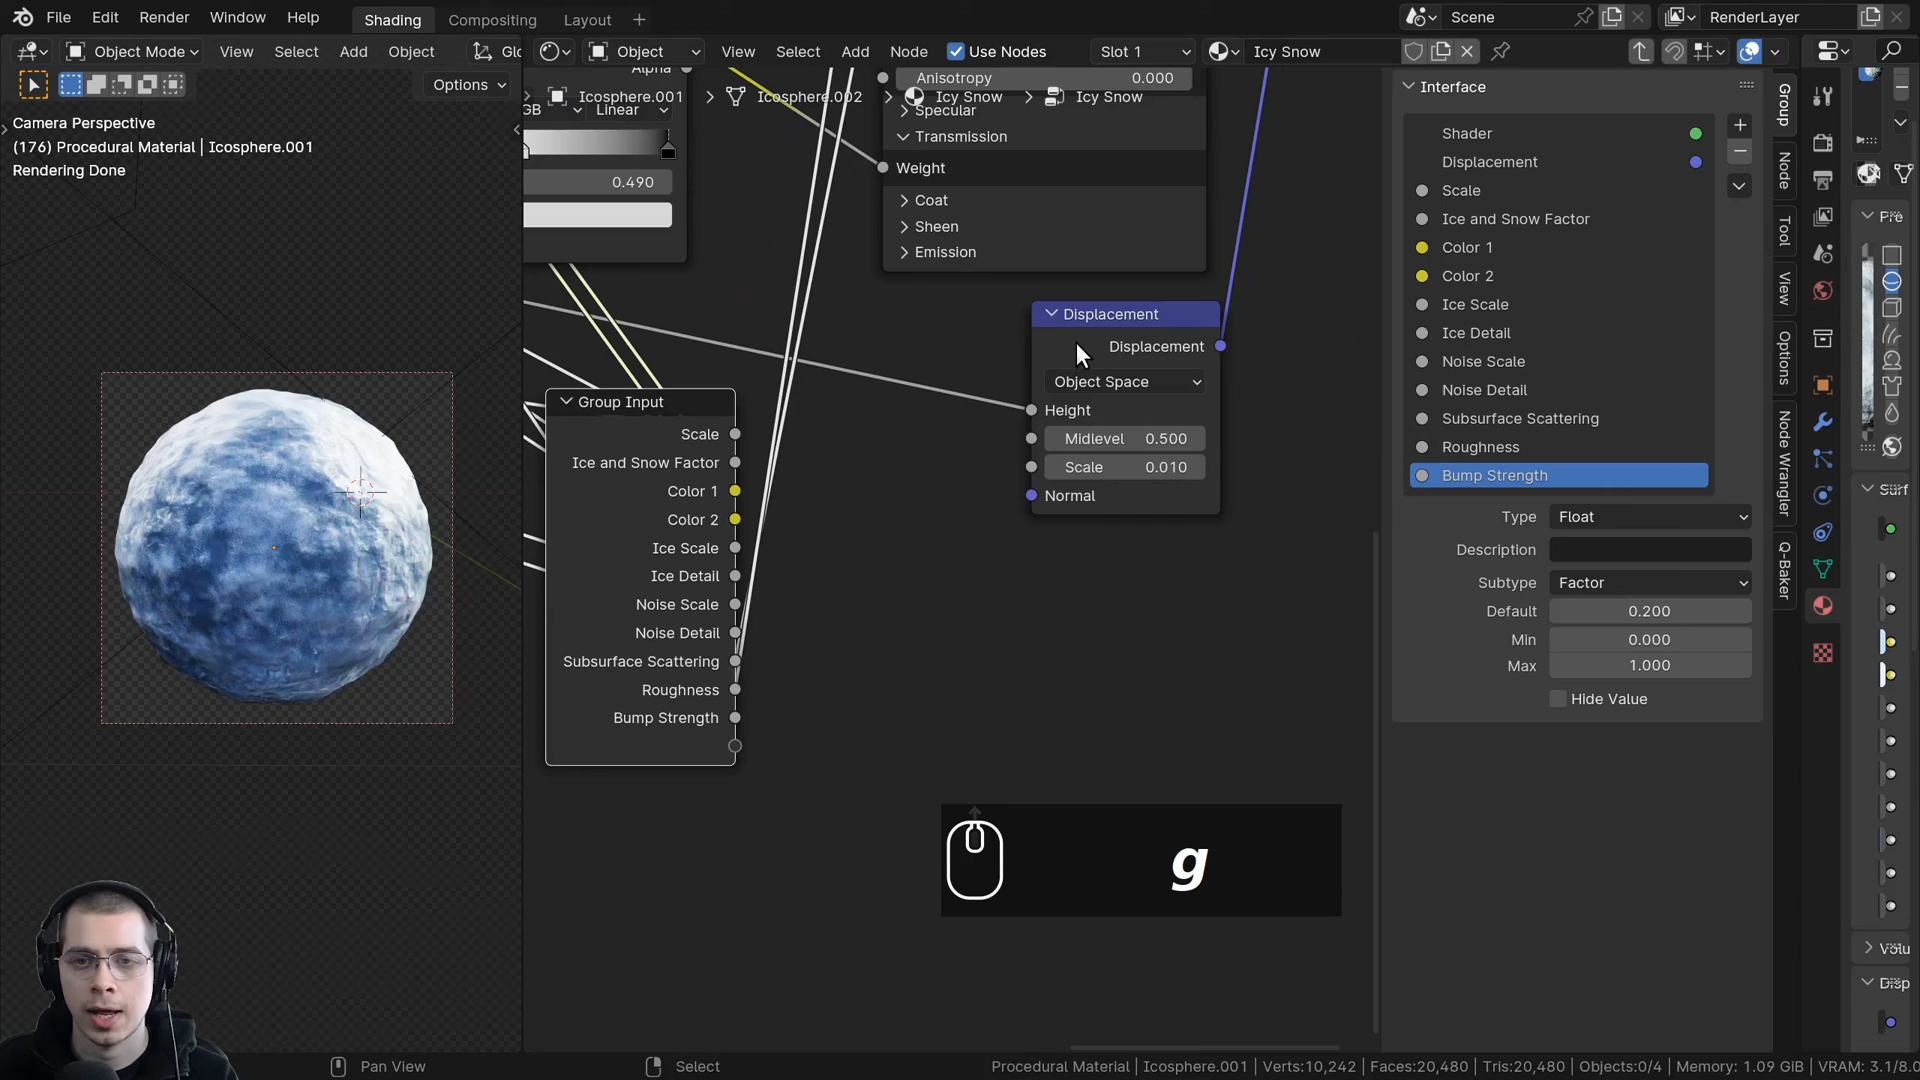 File Edit Render Window Help Shading Compositing Layout + Scene RenderLayer
Object Mode View Select Add Object Object View Select Add Node Use Nodes Slot 1 Icy Snow
Options
Camera Perspective
(176) Procedural Material | Icosphere.001
Rendering Done
Alpha
Icosphere.001 > Icosphere.002 > Icy Snow > Icy Snow
Linear
0.490
Anisotropy 0.000
Specular
Transmission
Weight
Coat
Sheen
Emission
Displacement
Displacement
Object Space
Height
Midlevel 0.500
Scale 0.010
Normal
Group Input
Scale
Ice and Snow Factor
Color 1
Color 2
Ice Scale
Ice Detail
Noise Scale
Noise Detail
Subsurface Scattering
Roughness
Bump Strength
g
Interface
Shader
Displacement
Scale
Ice and Snow Factor
Color 1
Color 2
Ice Scale
Ice Detail
Noise Scale
Noise Detail
Subsurface Scattering
Roughness
Bump Strength
Type Float
Description
Subtype Factor
Default 0.200
Min 0.000
Max 1.000
Hide Value
Group
Node
Tool
View
Options
Node Wrangler
Q-Baker
Pan View Select Procedural Material | Icosphere.001 | Verts:10,242 | Faces:20,480 | Tris:20,480 | Objects:0/4 | Memory: 1.09 GiB | VRAM: 3.1/8.0